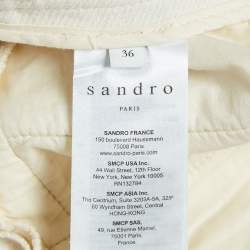 36
sandro
PARIS
SANDRO FRANCE
150 boulevard Haussmann
75008 Paris
www.sandro-paris.com
SMCP USA Inc.
44 Wall Street, 12th Floor
New York, New York 10005
RN132784
SMCP ASIA Inc.
The Centrium, Suite 3203A-5A, 32/F
60 Wyndham Street, Central
HONG-KONG
SMCP SAS,
49, rue Etienne Marcel,
75001 Paris,
France